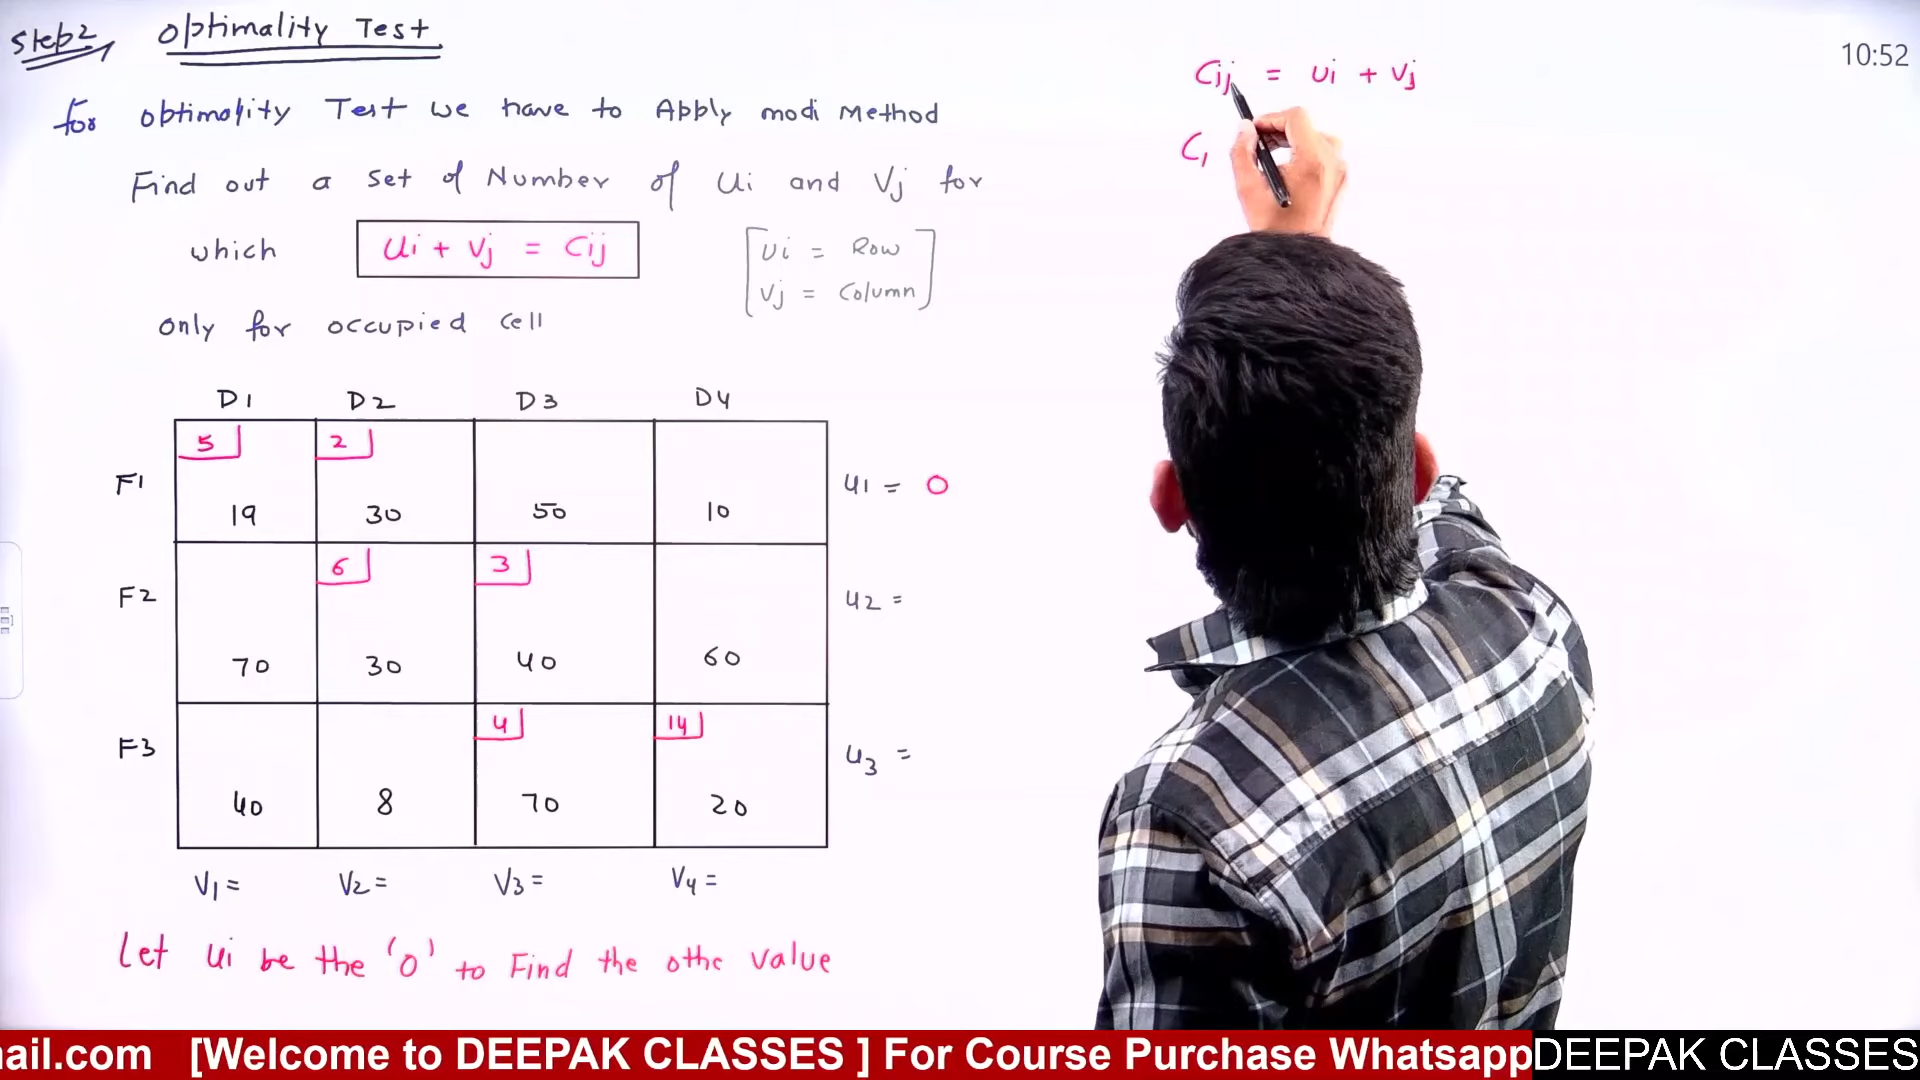 Step2 Optimality Test
10:52
Cij = ui + vj
For obtimality Test we have to Apply modi Method
C1
Find out a set of Number of Ui and Vj for
which Ui + Vj = Cij
[ui = Row
vj = Column]
only for occupied cell
D1 D2 D3 D4
5 2
F1 19 30 50 10 u1 = 0
6 3
F2 70 30 40 60 u2 =
4 14
F3 40 8 70 20 u3 =
V1 = V2 = V3 = V4 =
Let ui be the '0' to Find the othe value
nail.com [Welcome to DEEPAK CLASSES ] For Course Purchase Whatsapp DEEPAK CLASSES